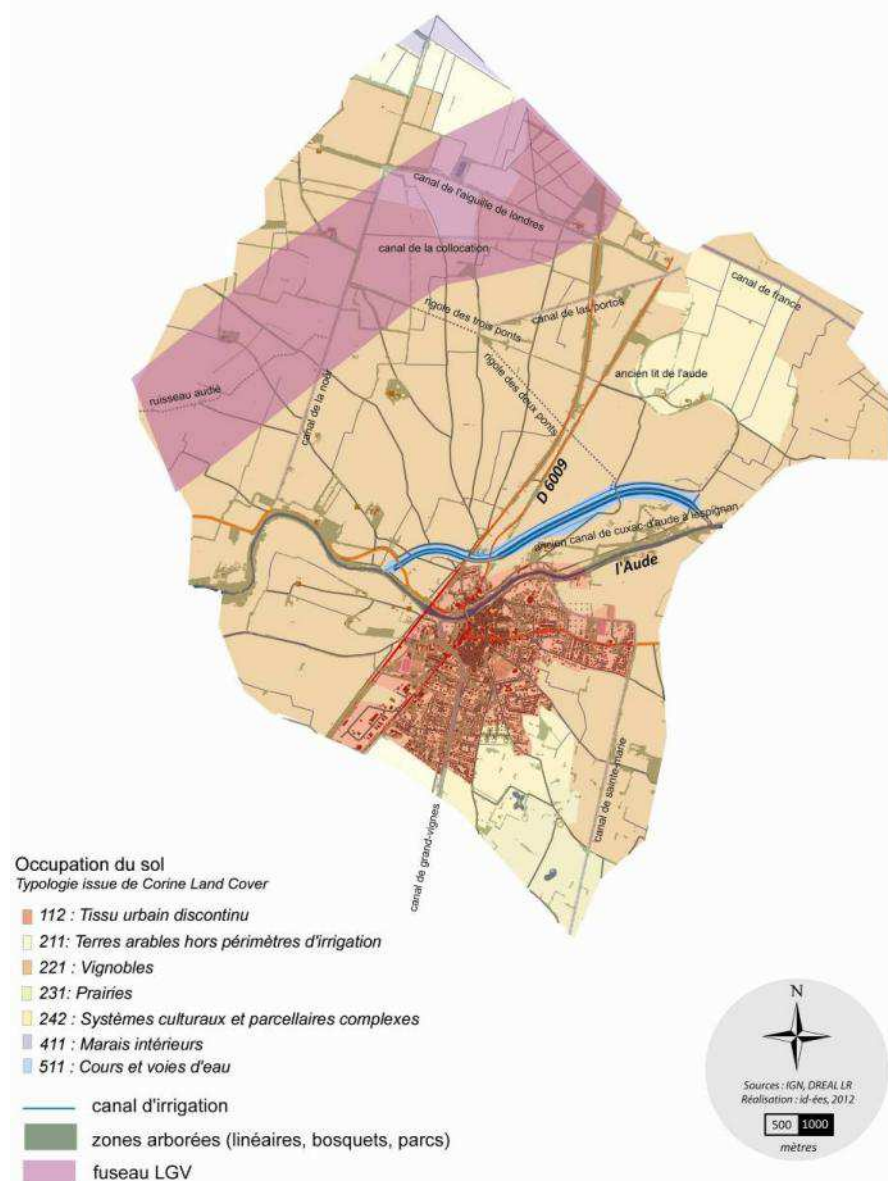 canal de l'aiguille de londres
canal de la collocation
canal de france
rigole des trois ponts
canal de las portos
ruisseau audié
canal de la noër
rigole des deux ponts
ancien lit de l'aude
D 6009
ancien canal de cuxac-d'aude à lespignan
l'Aude
canal de sainte-marie
canal de grand-vignes
Occupation du sol
Typologie issue de Corine Land Cover
112 : Tissu urbain discontinu
211: Terres arables hors périmètres d'irrigation
221 : Vignobles
231: Prairies
242 : Systèmes culturaux et parcellaires complexes
411 : Marais intérieurs
511 : Cours et voies d'eau
canal d'irrigation
zones arborées (linéaires, bosquets, parcs)
fuseau LGV
N
Sources : IGN, DREAL LR
Réalisation : id-ées, 2012
500 1000
mètres